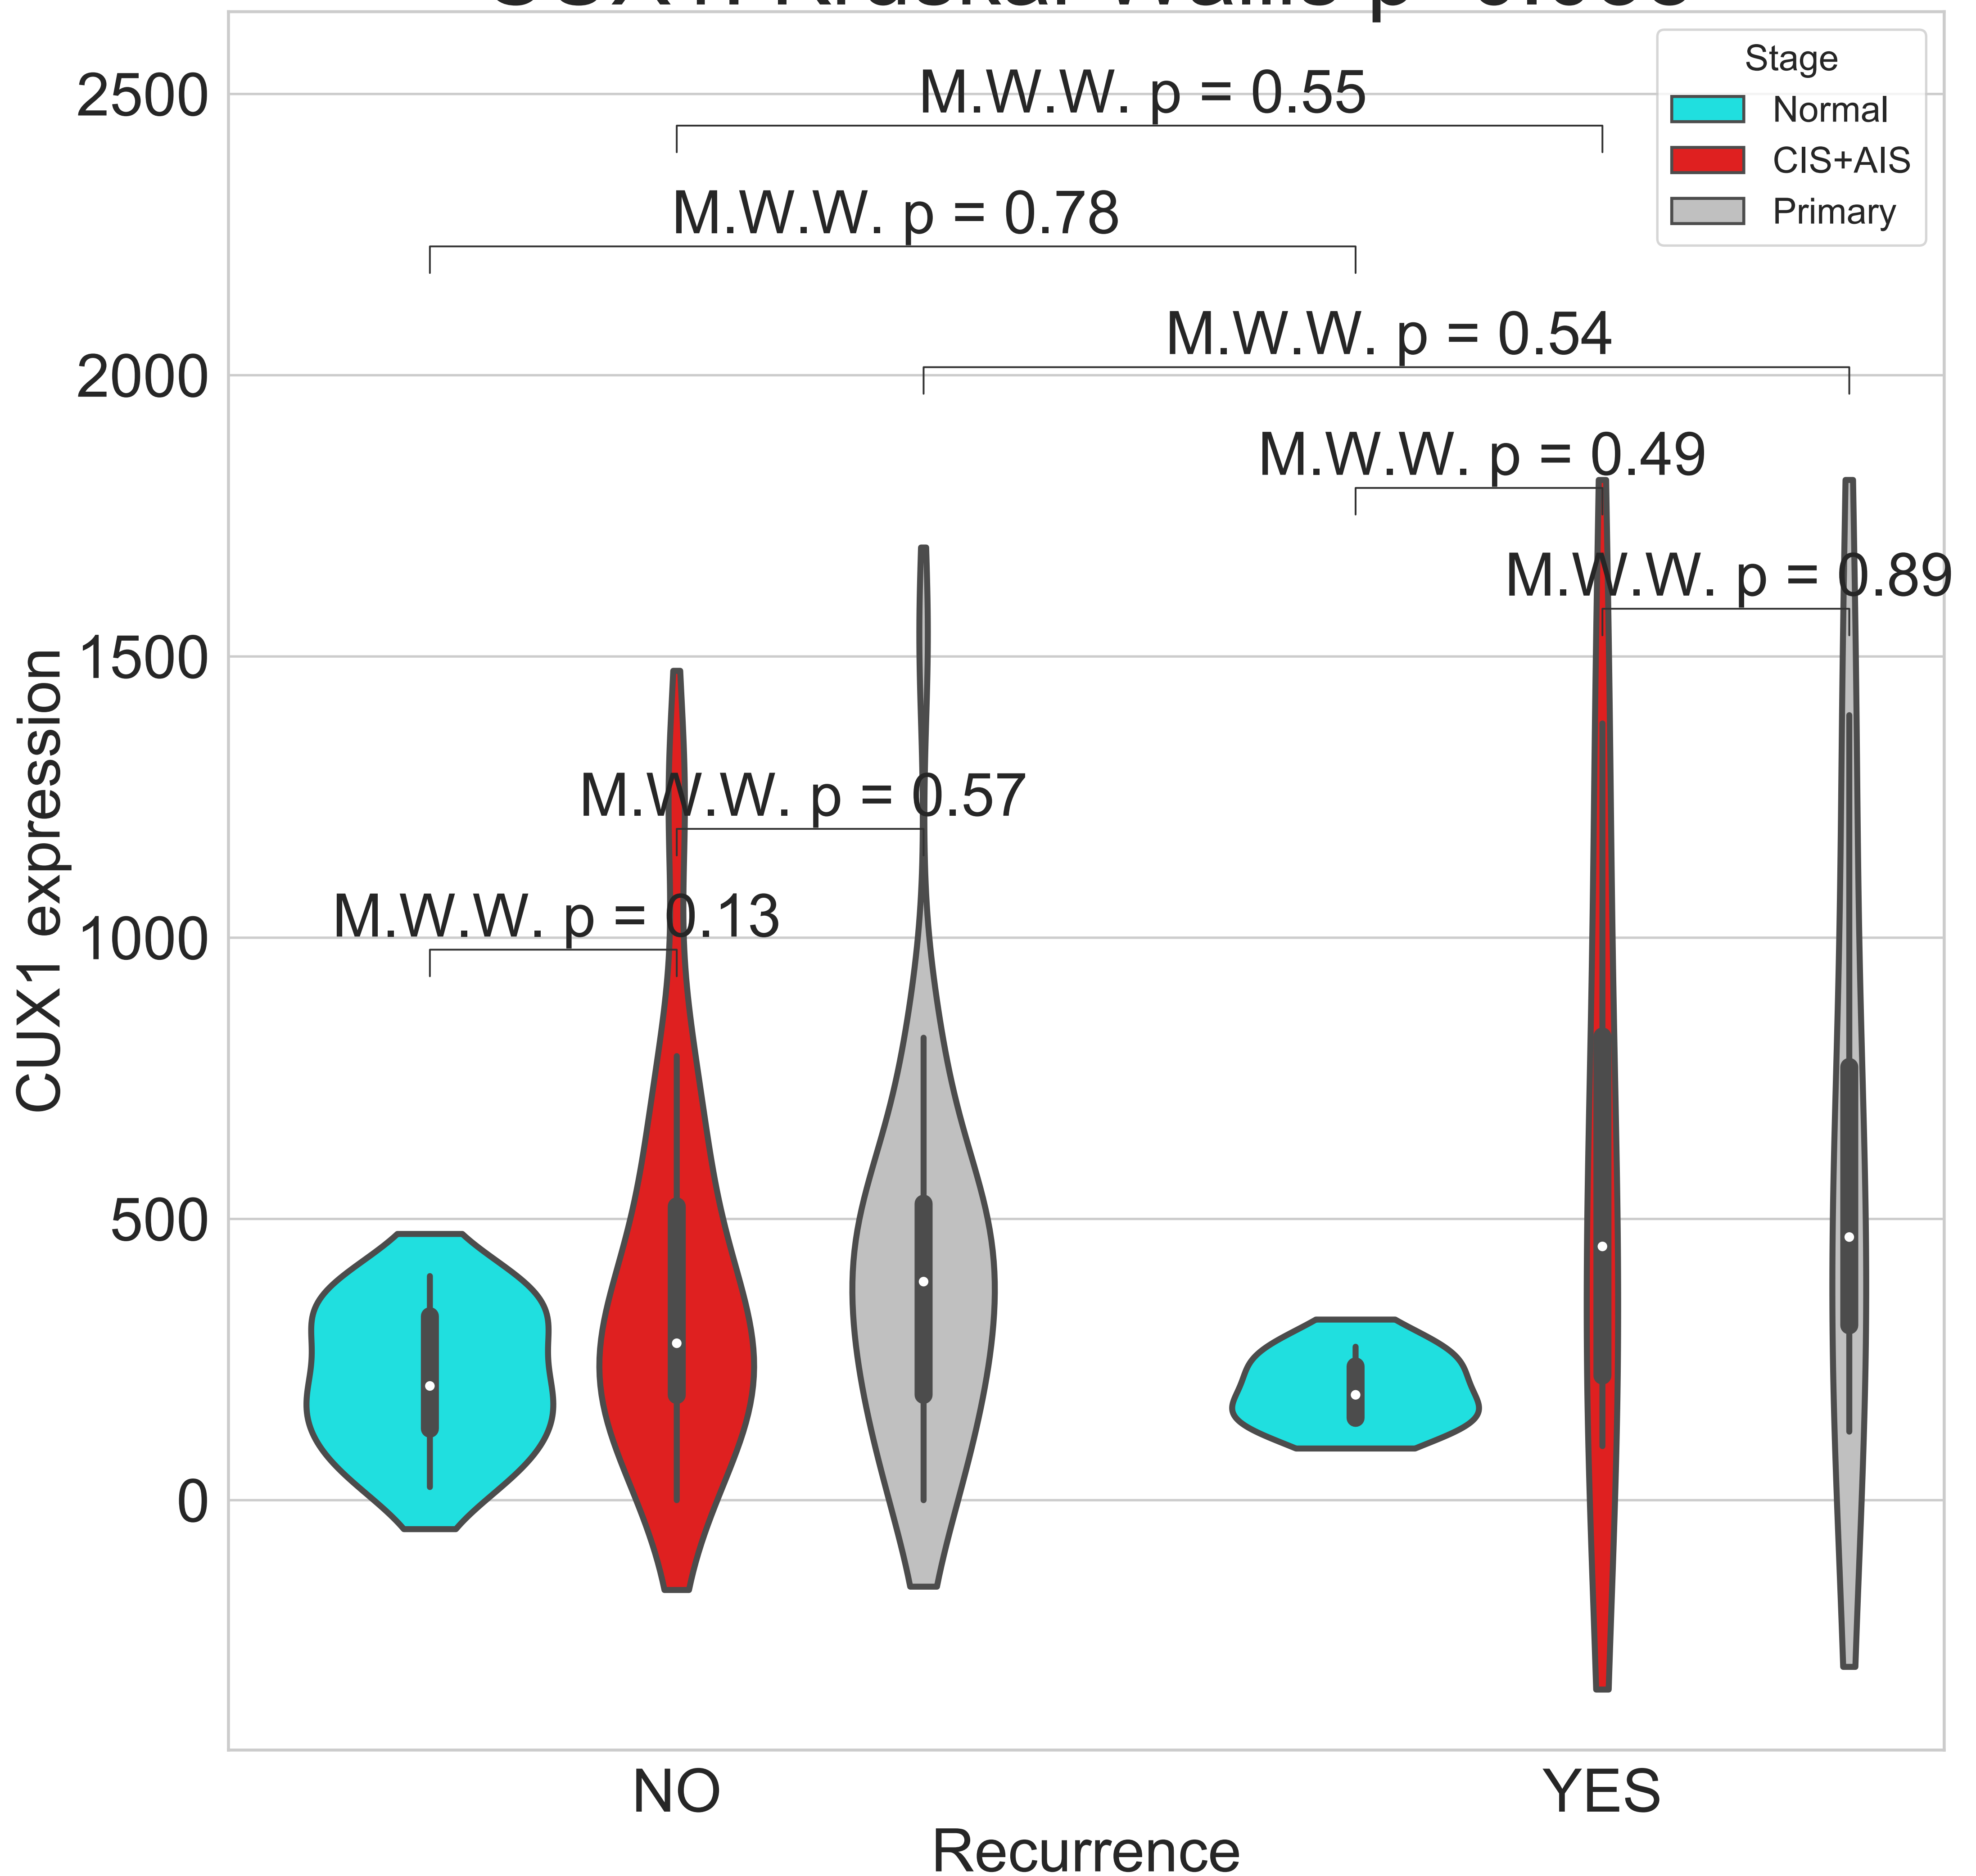 Stage
Normal
CIS+AIS
Primary
M.W.W. p = 0.55
M.W.W. p = 0.78
M.W.W. p = 0.54
M.W.W. p = 0.49
M.W.W. p = 0.89
M.W.W. p = 0.57
M.W.W. p = 0.13
2500
2000
1500
1000
500
0
CUX1 expression
NO
YES
Recurrence